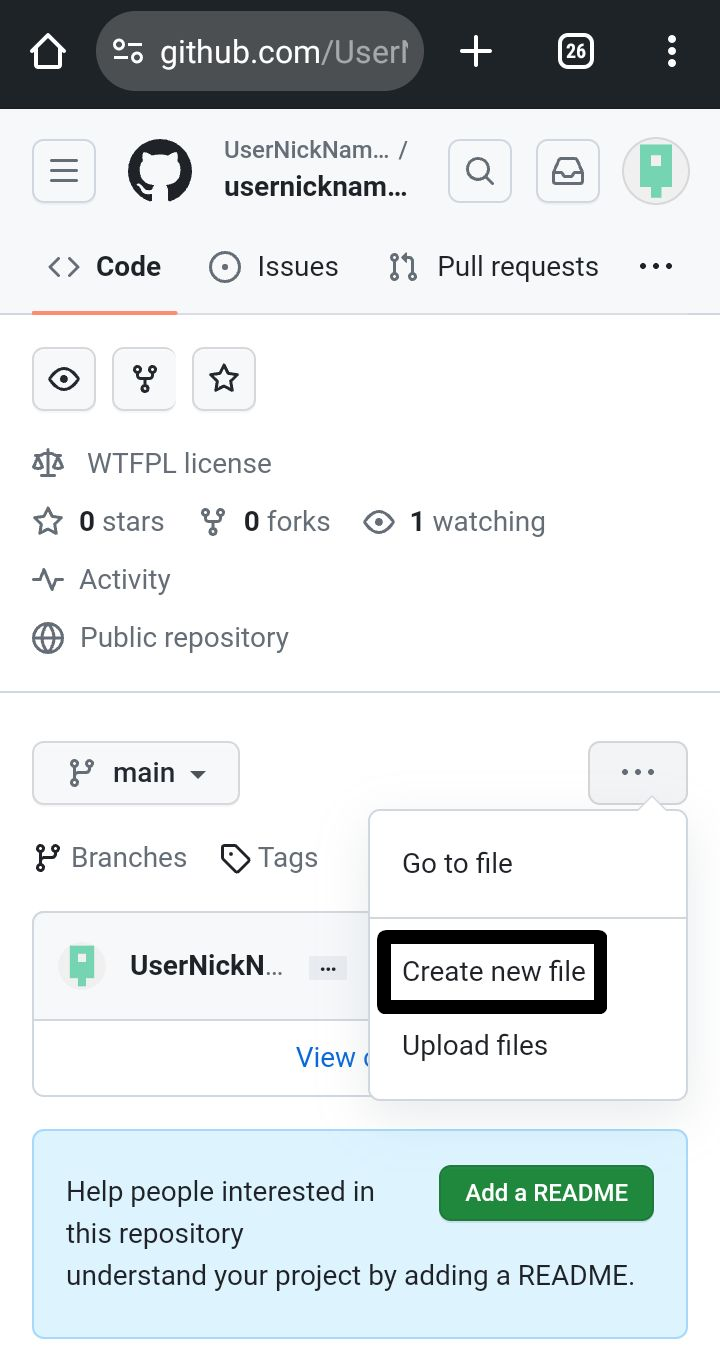 github.com/User
26
UserNickNam… /
usernicknam…
Code Issues Pull requests
WTFPL license
0 stars 0 forks 1 watching
Activity
Public repository
main
Go to file
Branches Tags
Create new file
UserNickN…
Upload files
View
Help people interested in
Add a README
this repository
understand your project by adding a README.